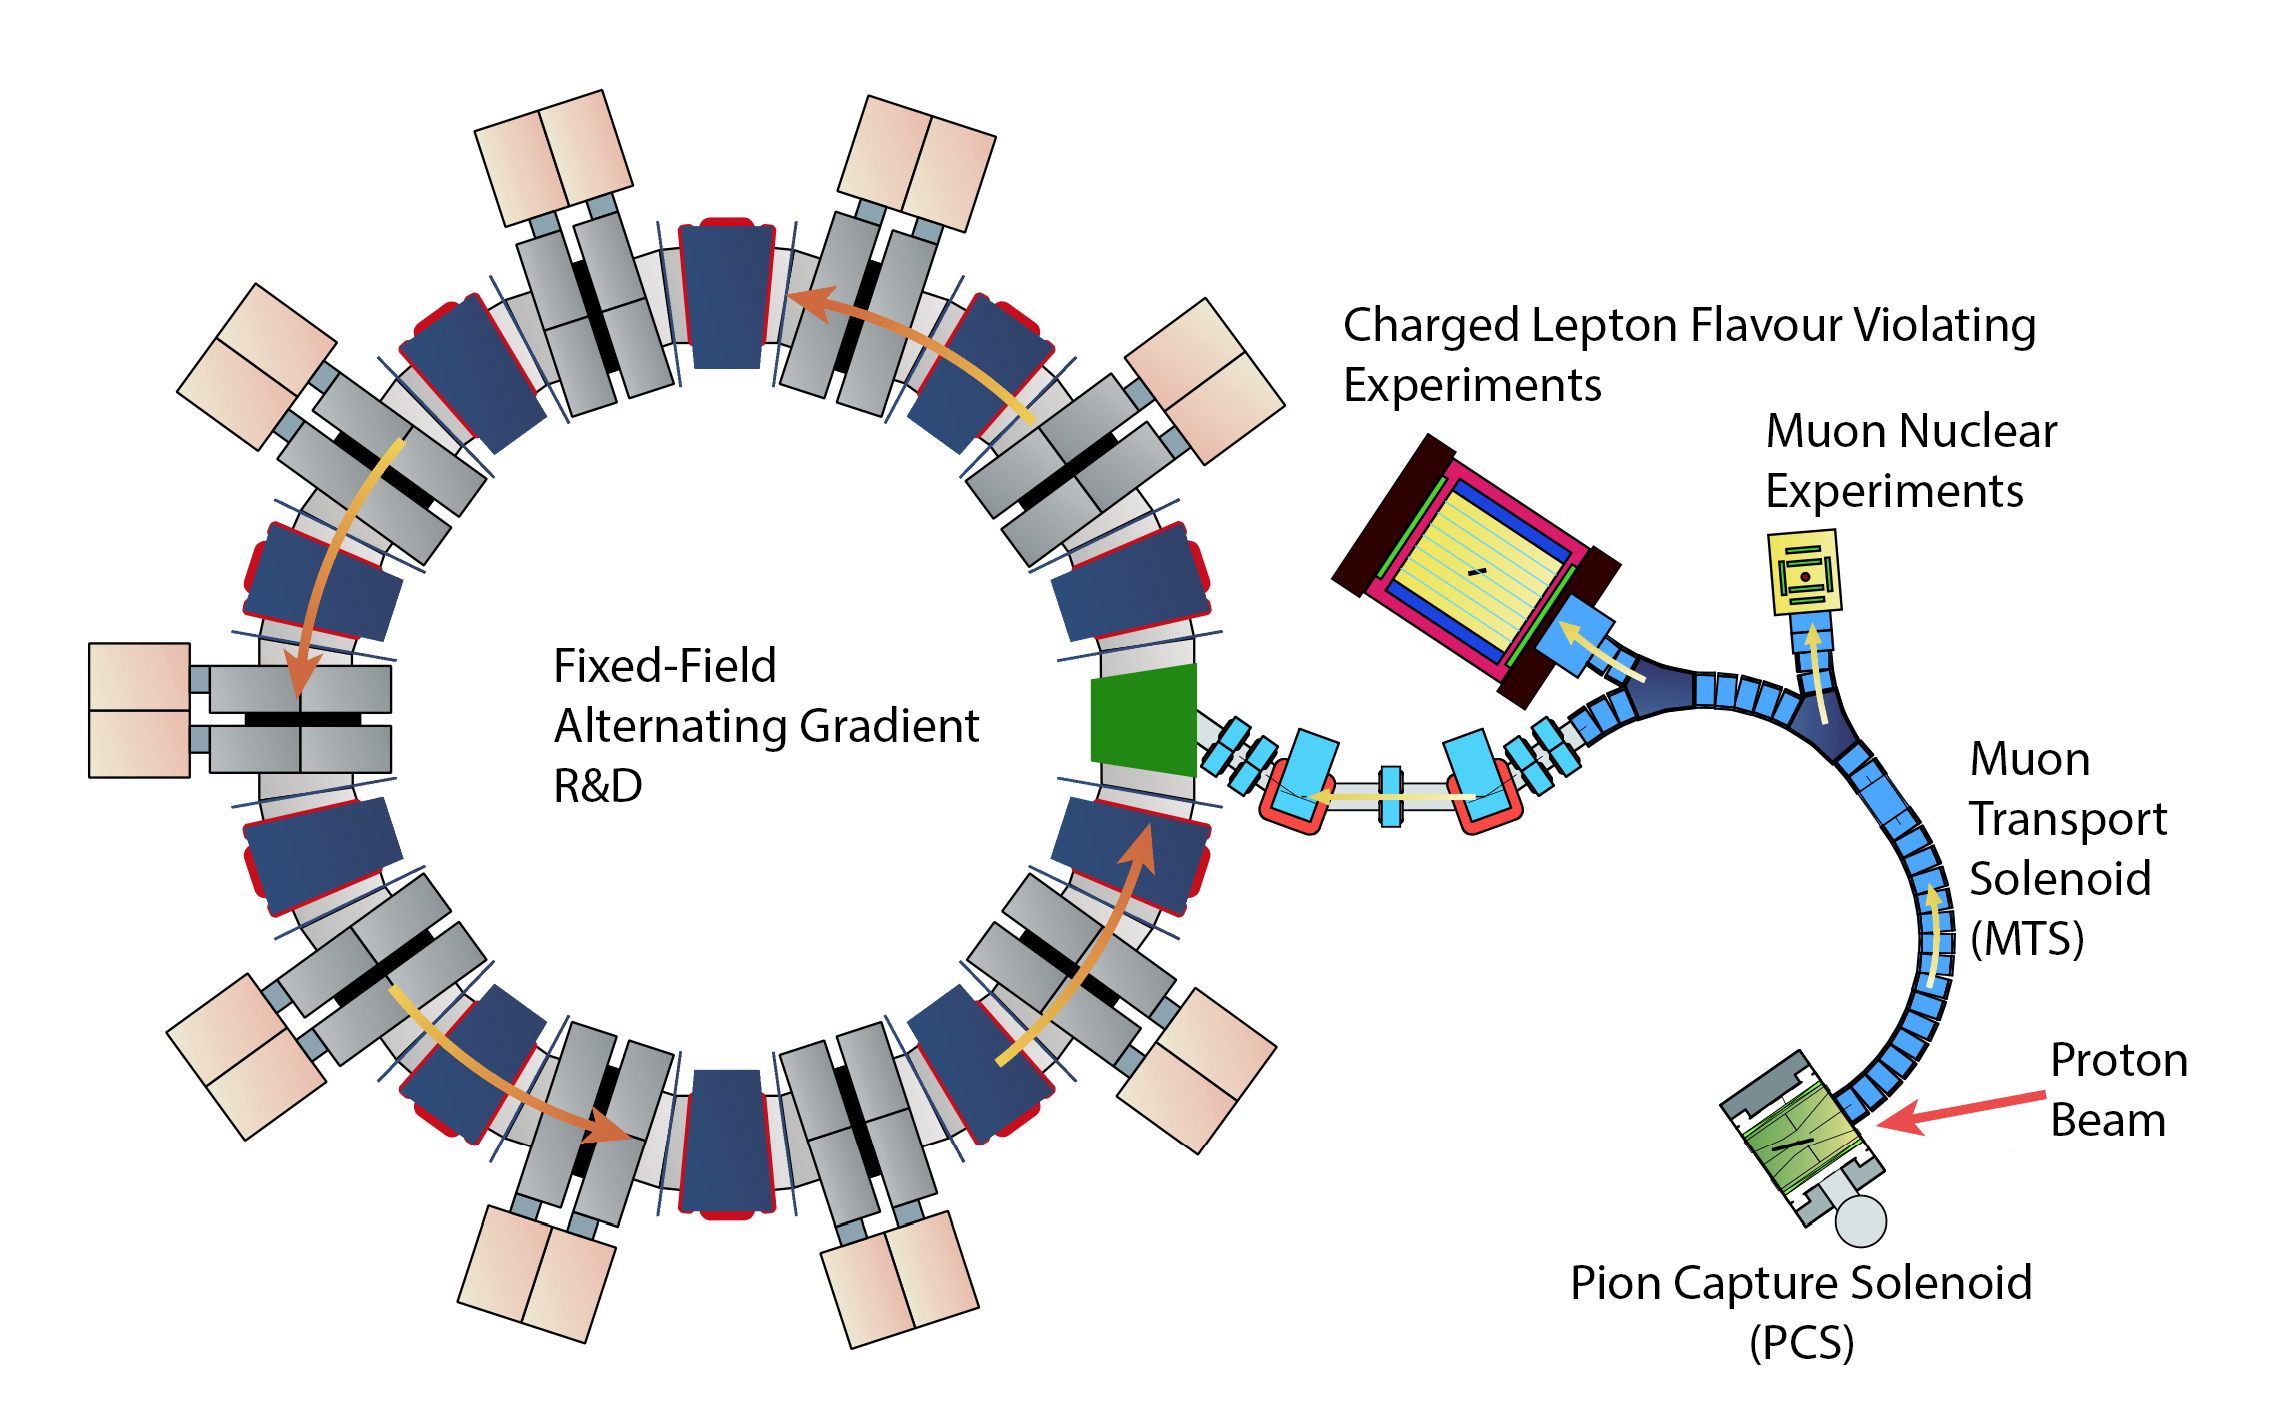 Charged Lepton Flavour Violating
Experiments
Muon Nuclear
Experiments
Fixed-Field
Alternating Gradient
R&D
Muon
Transport
Solenoid
(MTS)
Proton
Beam
Pion Capture Solenoid
(PCS)